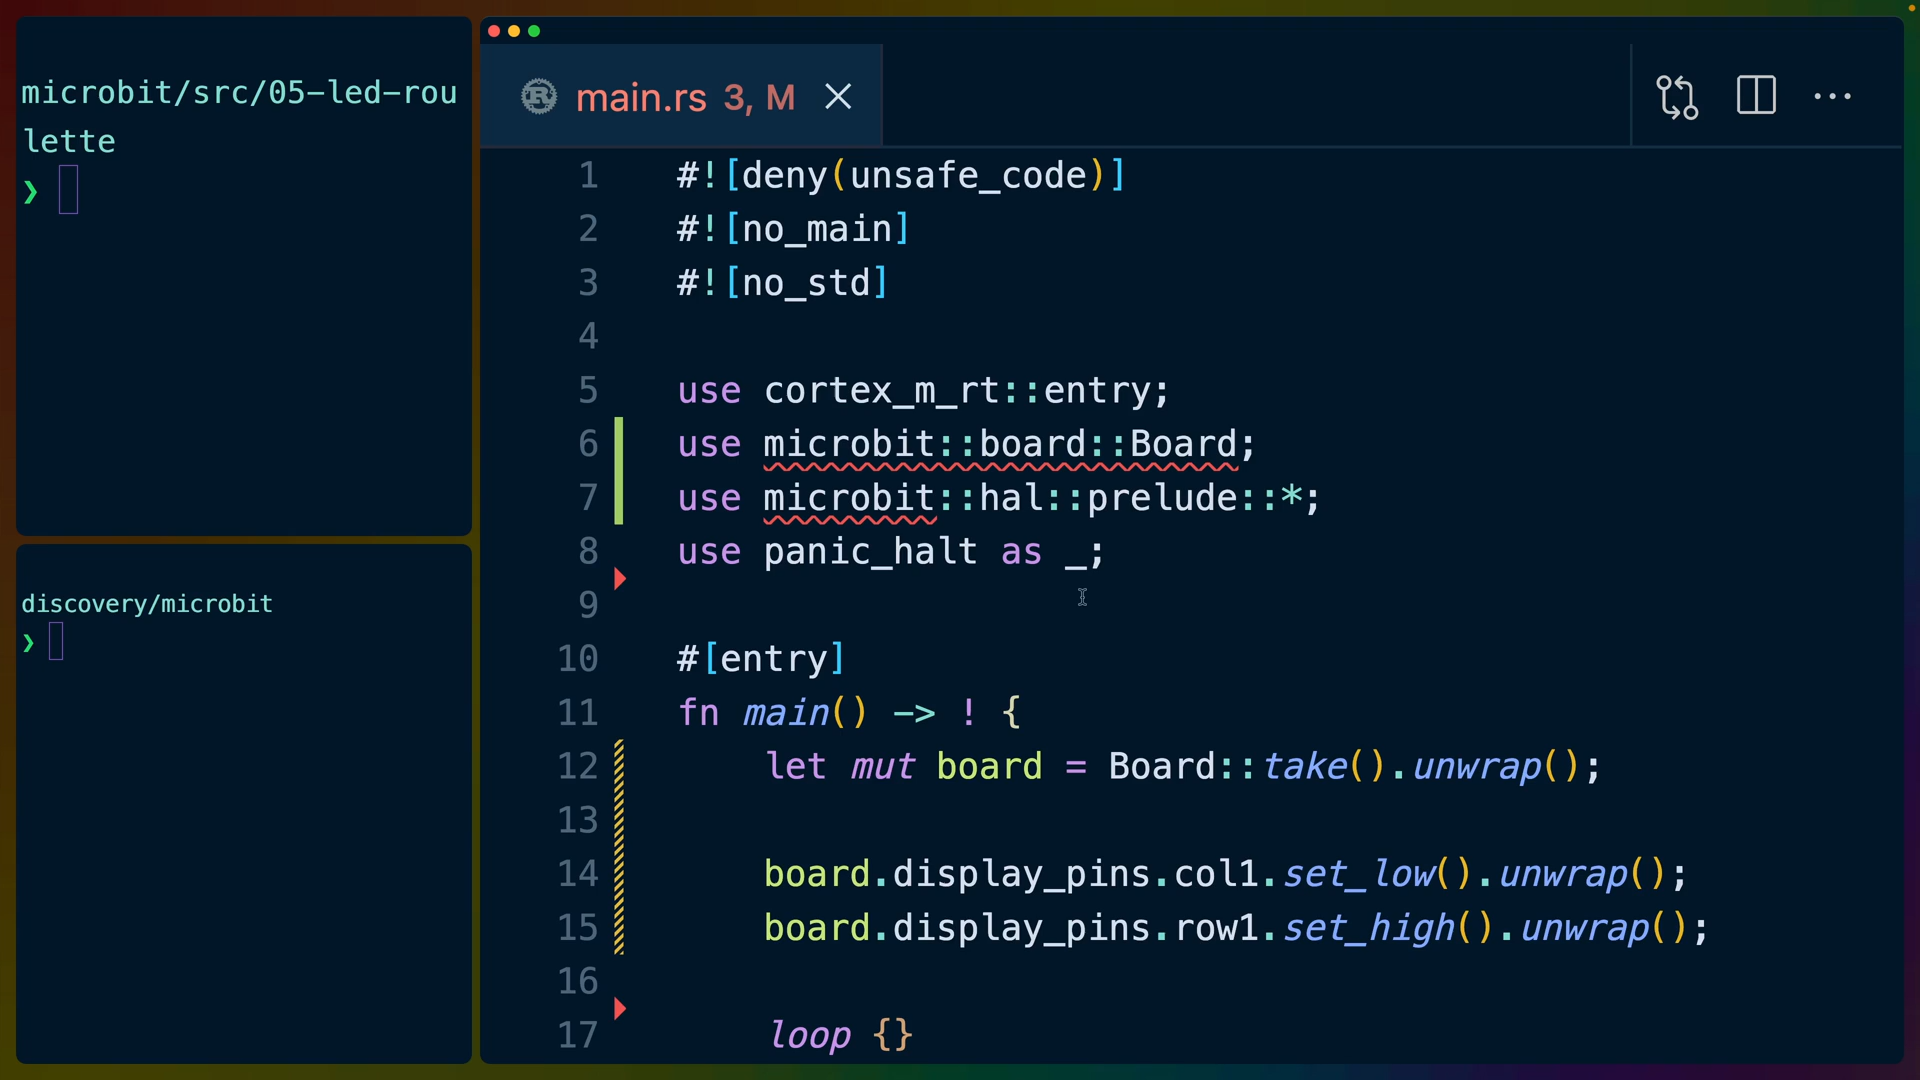 microbit/src/05-led-rou
lette
❯
discovery/microbit
❯
main.rs 3, M
1 #![deny(unsafe_code)]
2 #![no_main]
3 #![no_std]
4
5 use cortex_m_rt::entry;
6 use microbit::board::Board;
7 use microbit::hal::prelude::*;
8 use panic_halt as _;
9
10 #[entry]
11 fn main() -> ! {
12     let mut board = Board::take().unwrap();
13
14     board.display_pins.col1.set_low().unwrap();
15     board.display_pins.row1.set_high().unwrap();
16
17     loop {}